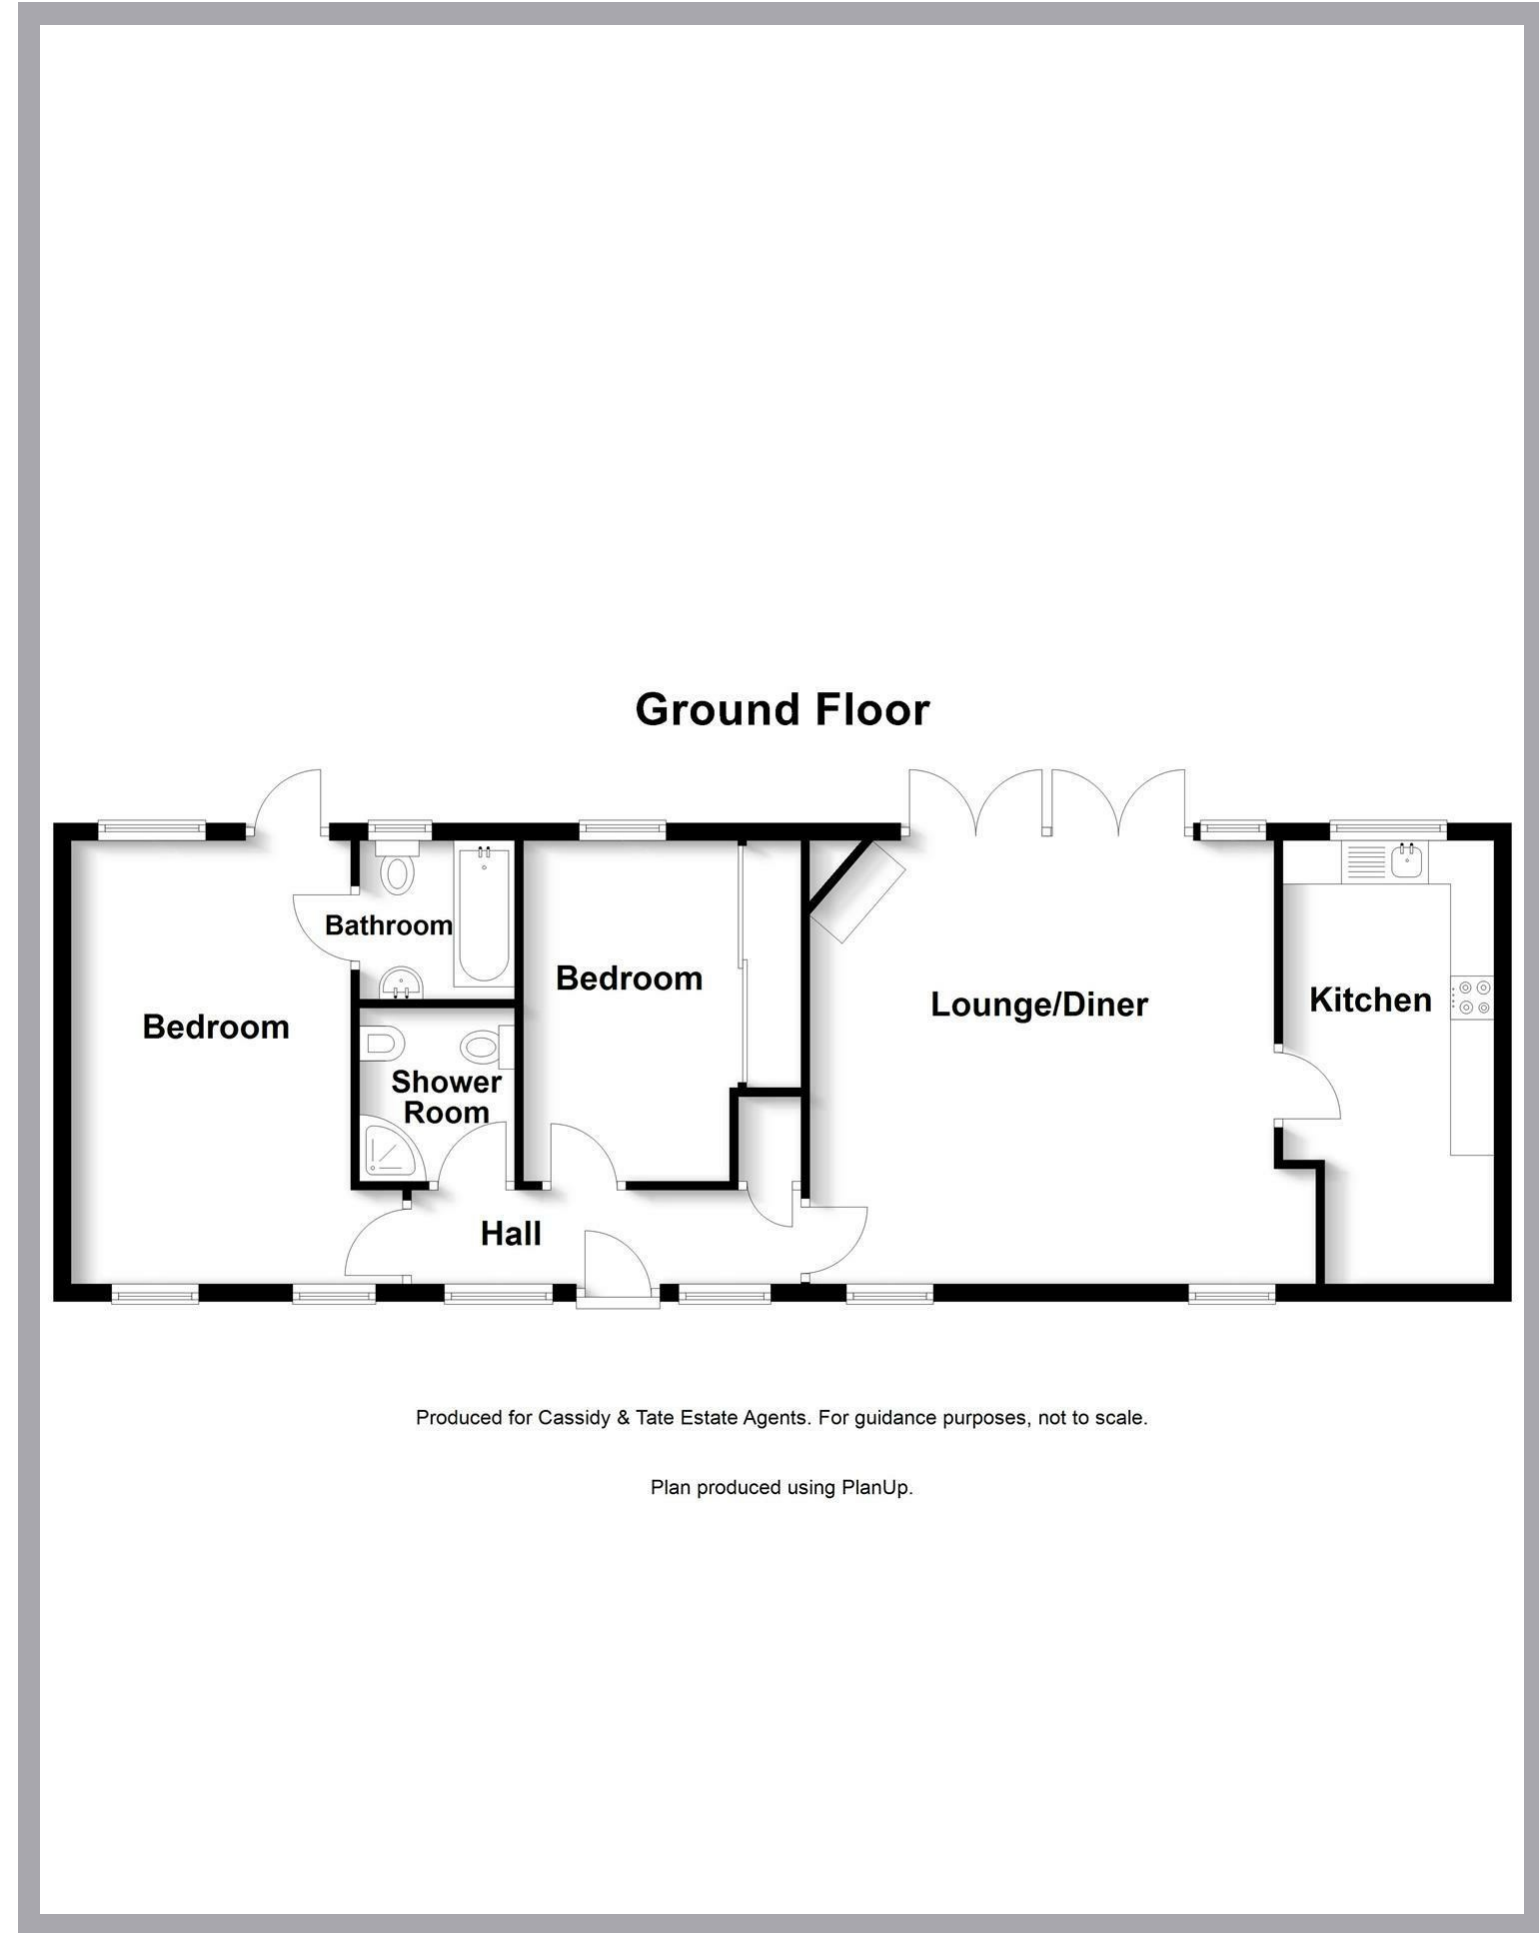 Ground Floor
Bathroom
Bedroom
Bedroom
Lounge/Diner
Kitchen
Shower
Room
Hall
Produced for Cassidy & Tate Estate Agents. For guidance purposes, not to scale.
Plan produced using PlanUp.